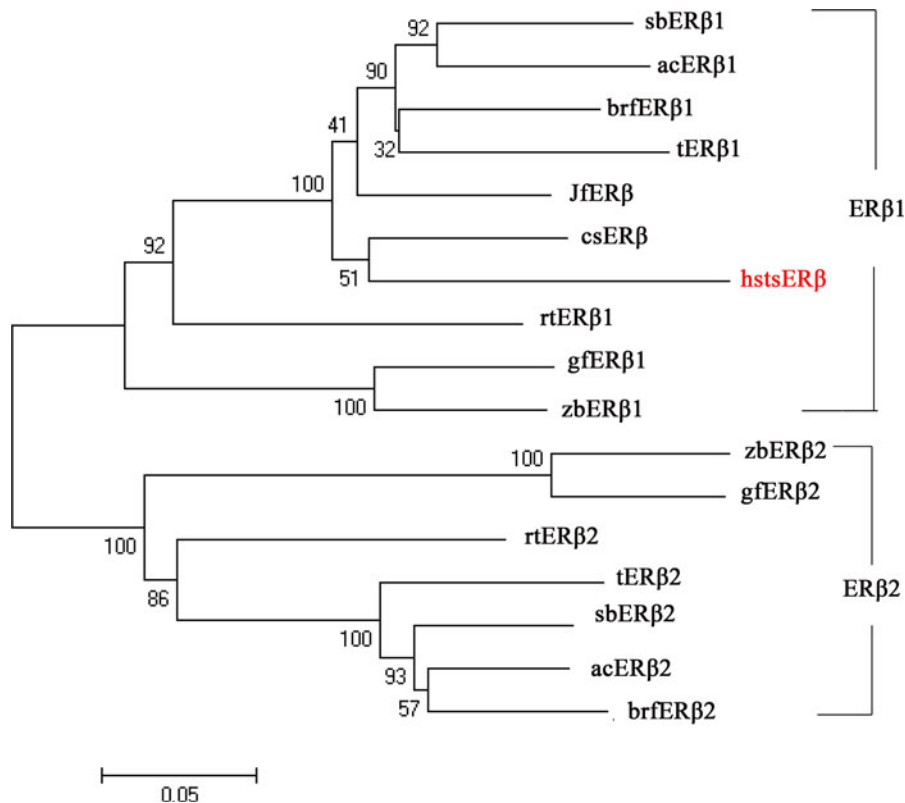 92
sbERβ1
acERβ1
90
brfERβ1
41
32
tERβ1
100
JfERβ
ERβ1
csERβ
92
51
hstsERβ
rtERβ1
gfERβ1
100
zbERβ1
100
zbERβ2
gfERβ2
100
rtERβ2
86
tERβ2
ERβ2
sbERβ2
100
93
acERβ2
57
brfERβ2
0.05